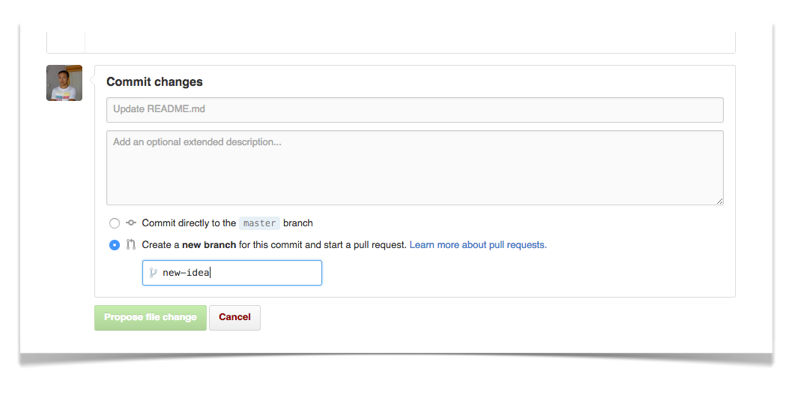 Commit changes
Update README.md
Add an optional extended description...
Commit directly to the master branch
Create a new branch for this commit and start a pull request. Learn more about pull requests.
new-idea
Propose file change Cancel